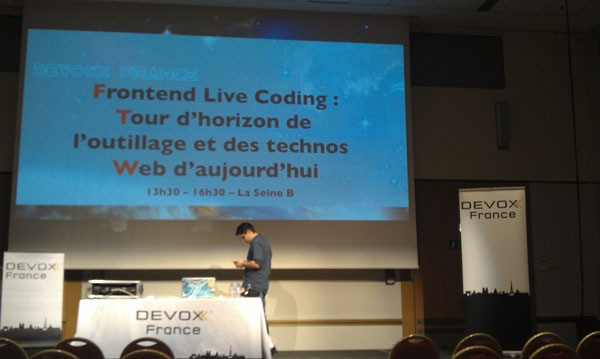 DEVOXX FRANCE
Frontend Live Coding :
Tour d'horizon de
l'outillage et des technos
Web d'aujourd'hui
13h30 – 16h30 – La Seine B
DEVOXX
France
DEVOXX
France
DEVOXX
France